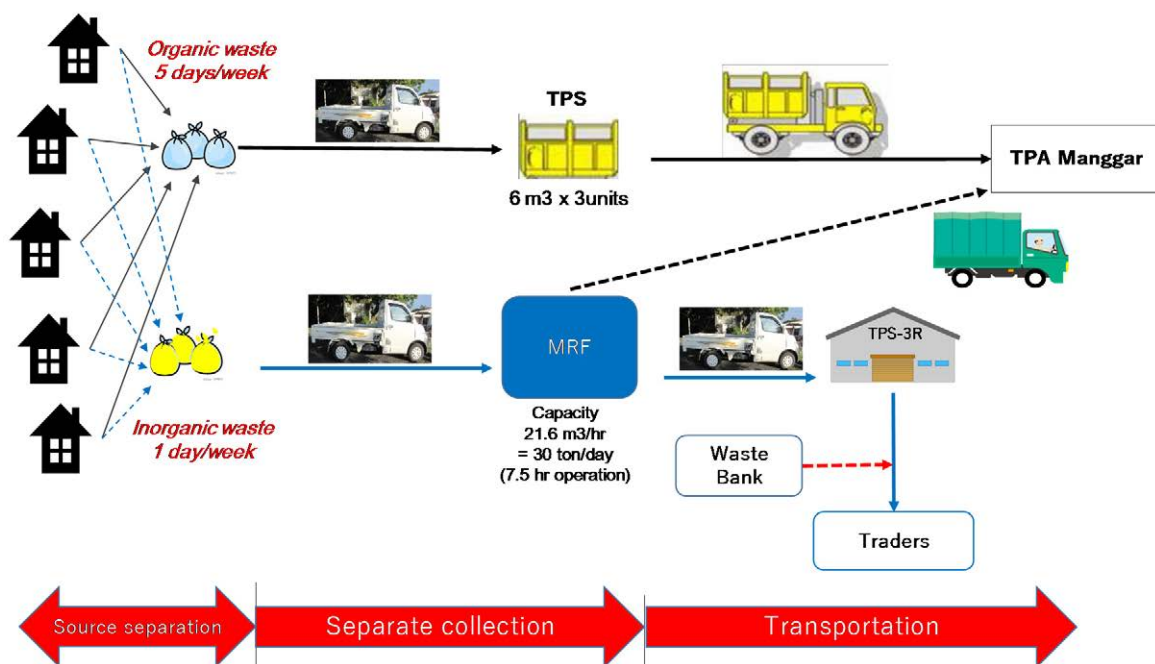 Organic waste
5 days/week
TPS
6 m3 x 3units
TPA Manggar
Inorganic waste
1 day/week
MRF
Capacity
21.6 m3/hr
= 30 ton/day
(7.5 hr operation)
TPS-3R
Waste
Bank
Traders
Source separation
Separate collection
Transportation